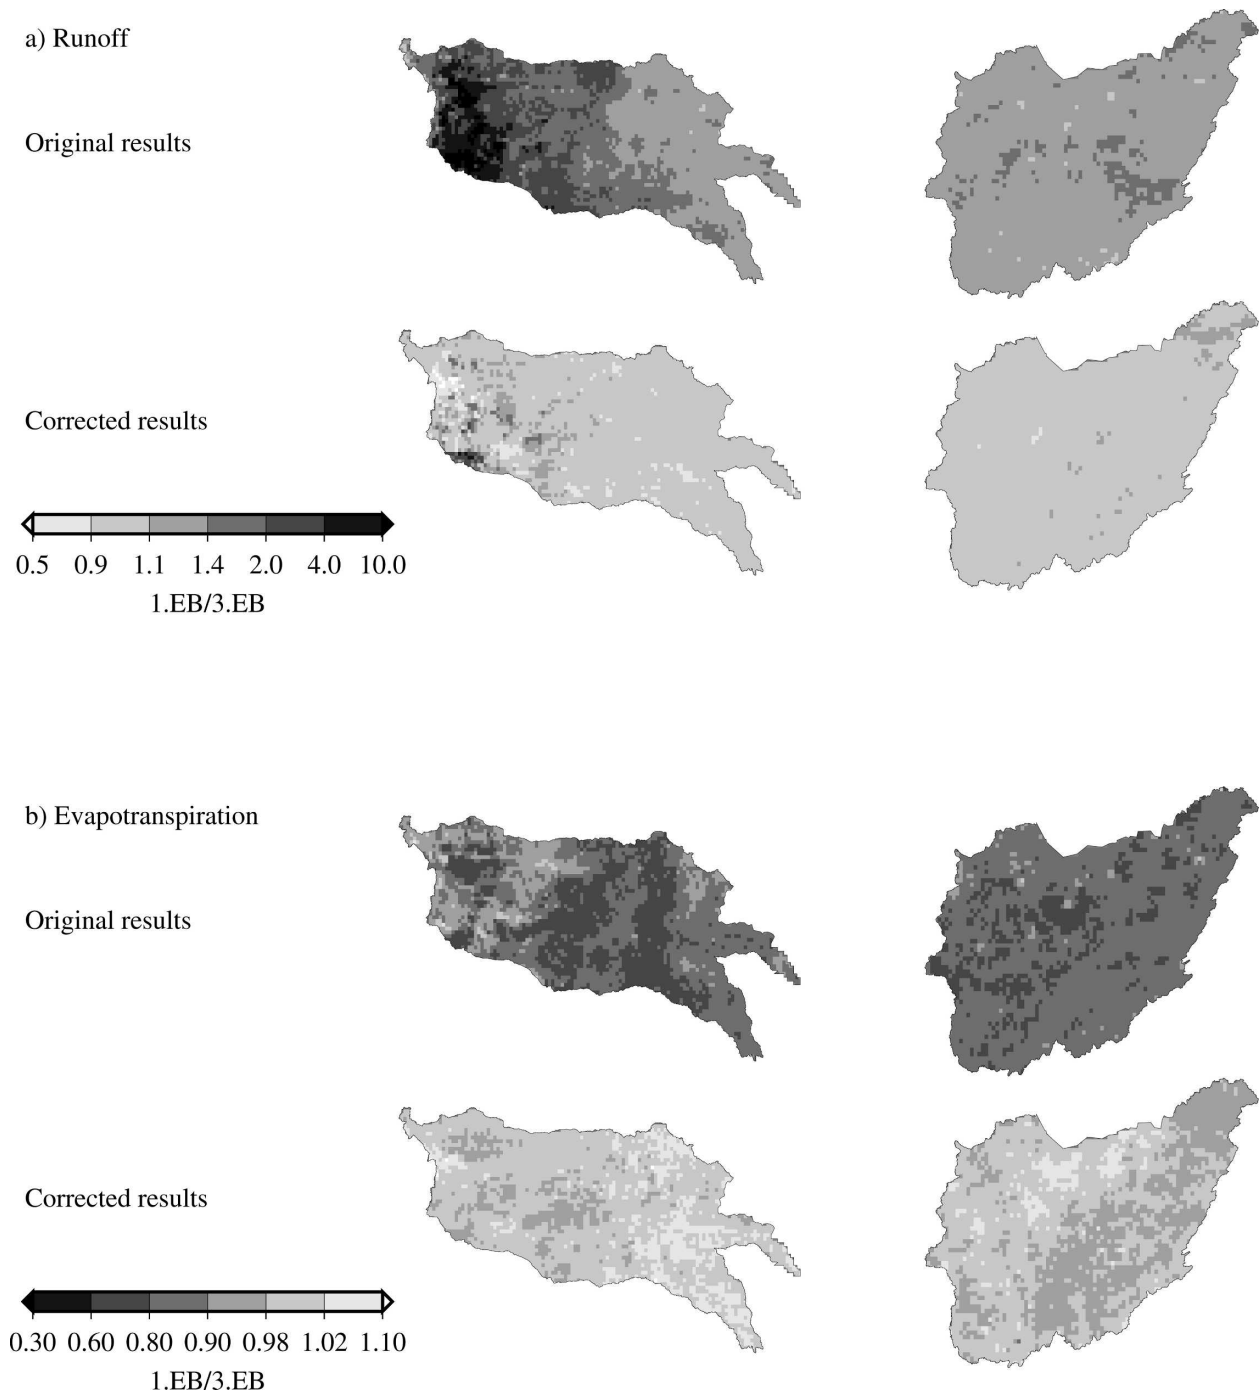 a) Runoff
Original results
Corrected results
0.5 0.9 1.1 1.4 2.0 4.0 10.0
1.EB/3.EB
b) Evapotranspiration
Original results
Corrected results
0.30 0.60 0.80 0.90 0.98 1.02 1.10
1.EB/3.EB